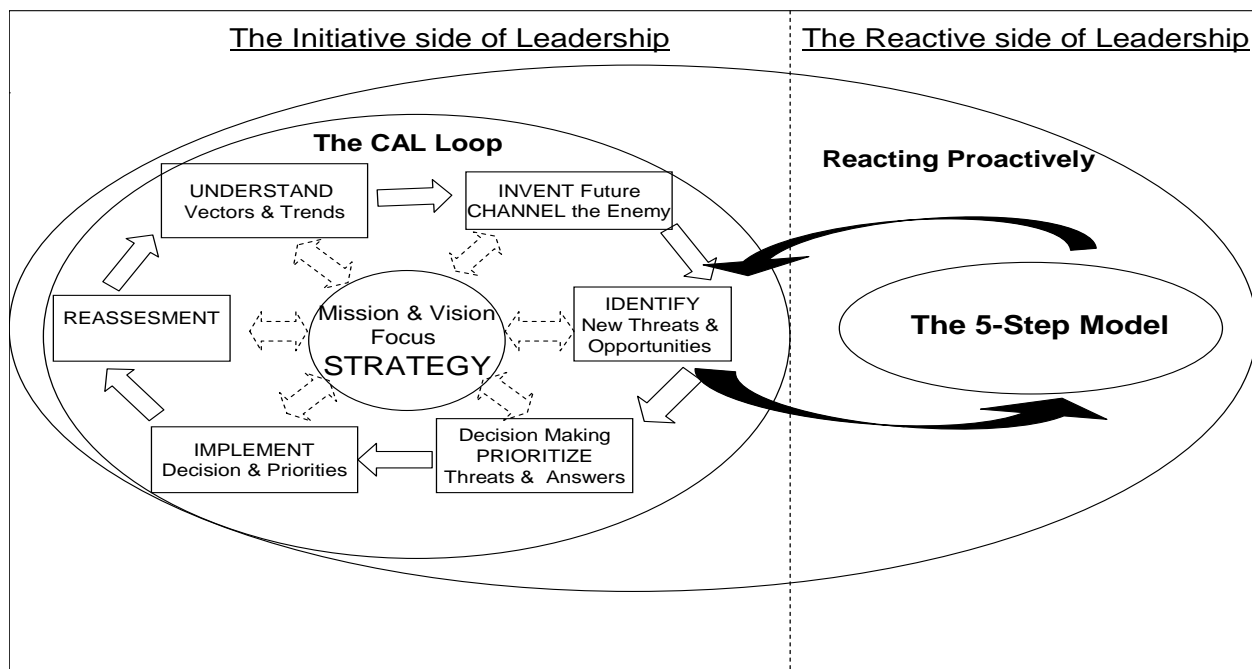 The Initiative side of Leadership
The Reactive side of Leadership
The CAL Loop
Reacting Proactively
UNDERSTAND
Vectors & Trends
INVENT Future
CHANNEL the Enemy
REASSESMENT
Mission & Vision
Focus
STRATEGY
IDENTIFY
New Threats &
Opportunities
The 5-Step Model
IMPLEMENT
Decision & Priorities
Decision Making
PRIORITIZE
Threats & Answers